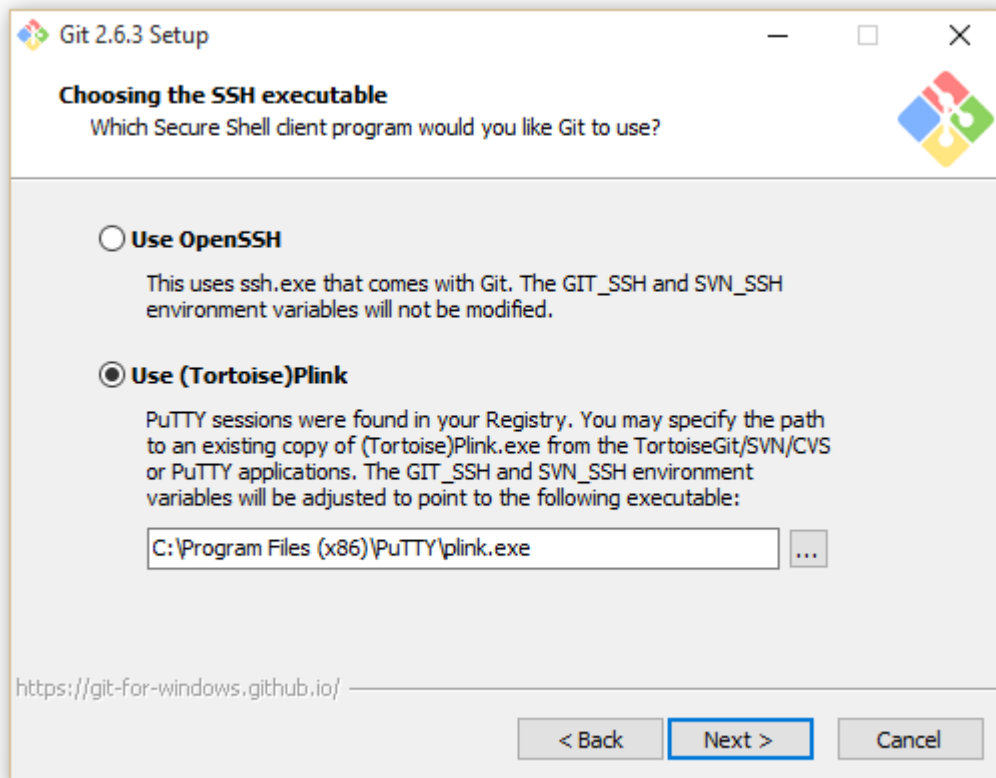 Git 2.6.3 Setup
Choosing the SSH executable
Which Secure Shell client program would you like Git to use?
Use OpenSSH
This uses ssh.exe that comes with Git. The GIT_SSH and SVN_SSH
environment variables will not be modified.
Use (Tortoise)Plink
PuTTY sessions were found in your Registry. You may specify the path
to an existing copy of (Tortoise)Plink.exe from the TortoiseGit/SVN/CVS
or PuTTY applications. The GIT_SSH and SVN_SSH environment
variables will be adjusted to point to the following executable:
C:\Program Files (x86)\PuTTY\plink.exe
...
https://git-for-windows.github.io/
< Back
Next >
Cancel